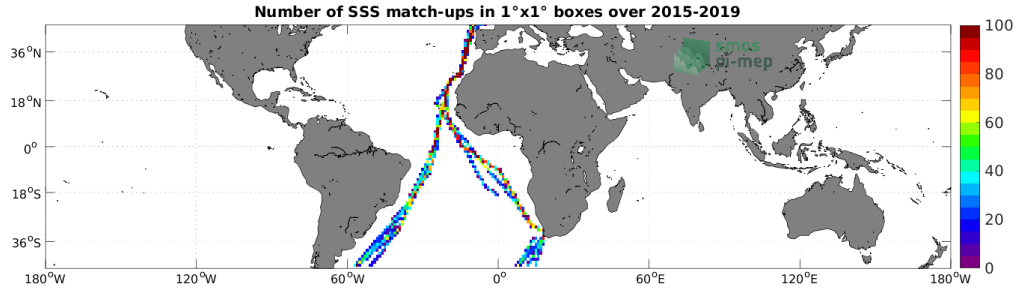 Number of SSS match-ups in 1°x1° boxes over 2015-2019
36°N
18°N
0°
18°S
36°S
180°W
120°W
60°W
0°
60°E
120°E
180°W
smos
pi-mep
100
80
60
40
20
0